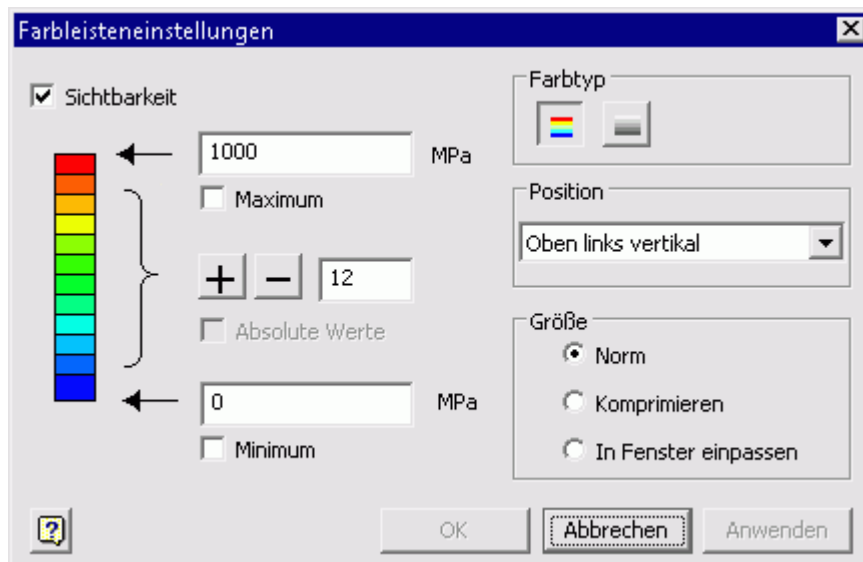 Farbleisteneinstellungen
Sichtbarkeit
1000 MPa
Maximum
12
Absolute Werte
0 MPa
Minimum
Farbtyp
Position
Oben links vertikal
Größe
Norm
Komprimieren
In Fenster einpassen
OK
Abbrechen
Anwenden